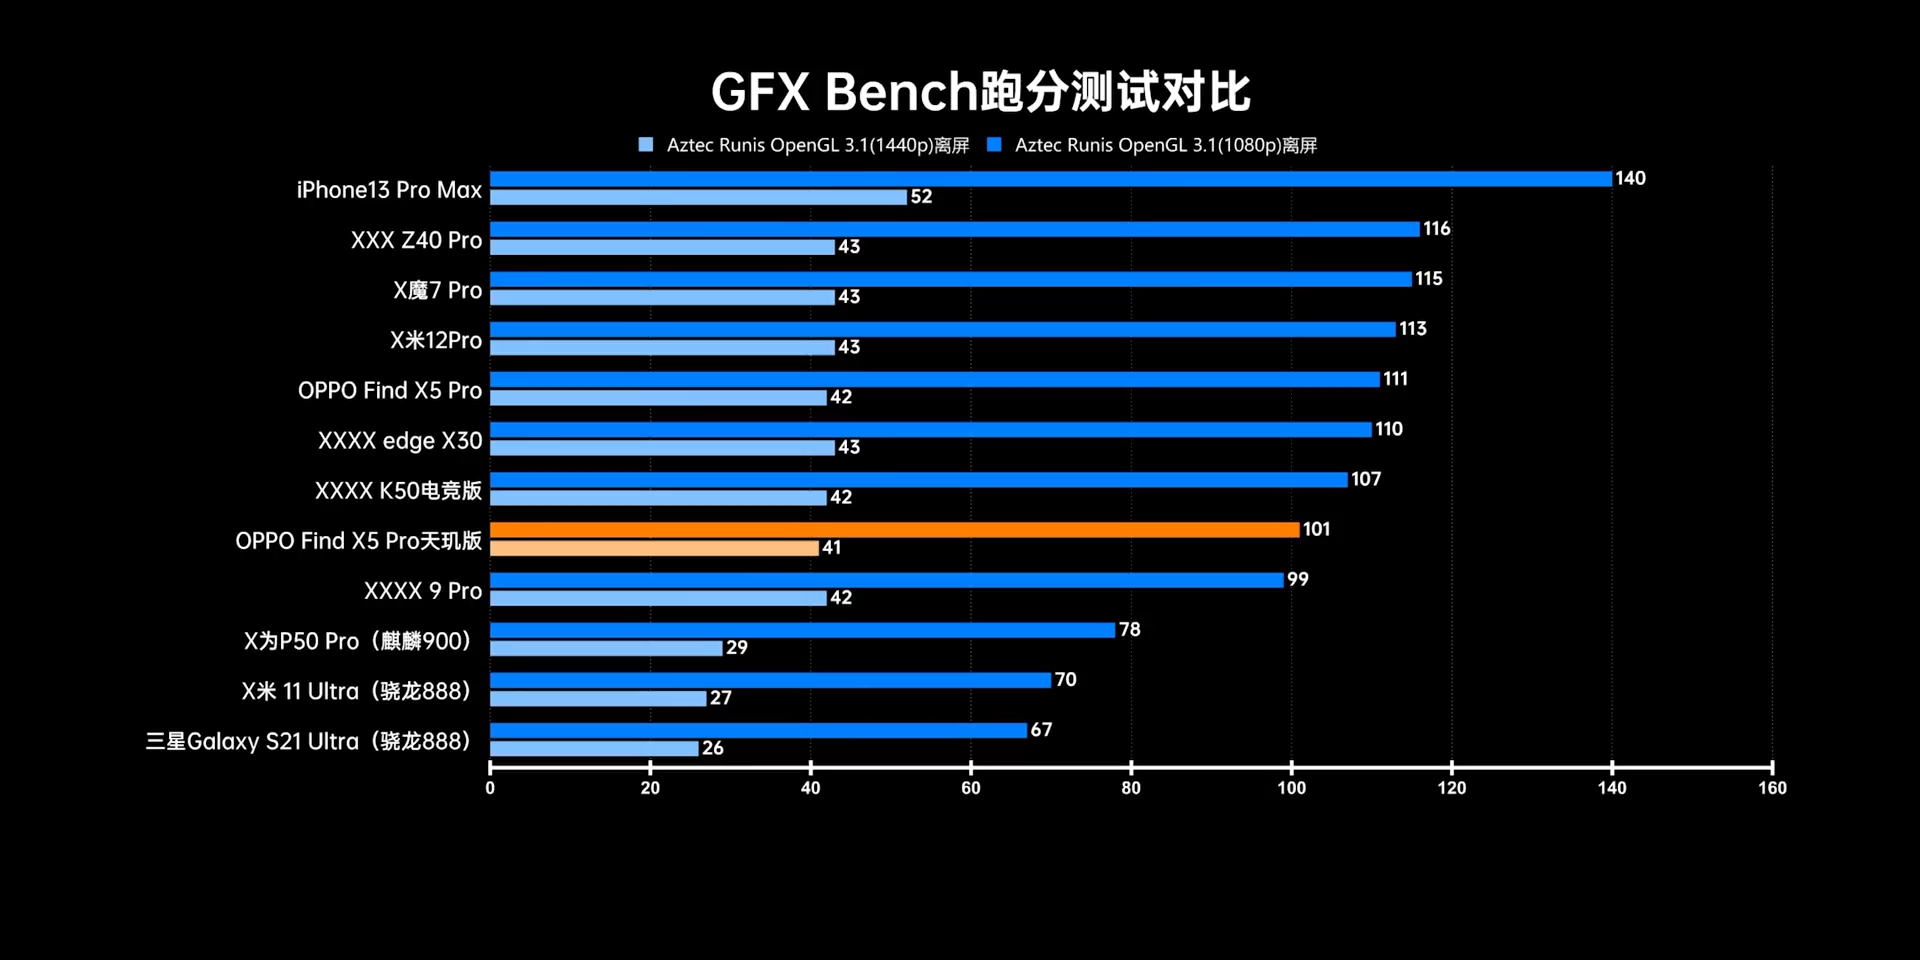 GFX Bench跑分测试对比
Aztec Runis OpenGL 3.1(1440p)离屏 Aztec Runis OpenGL 3.1(1080p)离屏
iPhone13 Pro Max 140
52
XXX Z40 Pro 116
43
X魔7 Pro 115
43
X米12Pro 113
43
OPPO Find X5 Pro 111
42
XXXX edge X30 110
43
XXXX K50电竞版 107
42
OPPO Find X5 Pro天玑版 101
41
XXXX 9 Pro 99
42
X为P50 Pro（麒麟900） 78
29
X米 11 Ultra（骁龙888） 70
27
三星Galaxy S21 Ultra（骁龙888） 67
26
0 20 40 60 80 100 120 140 160